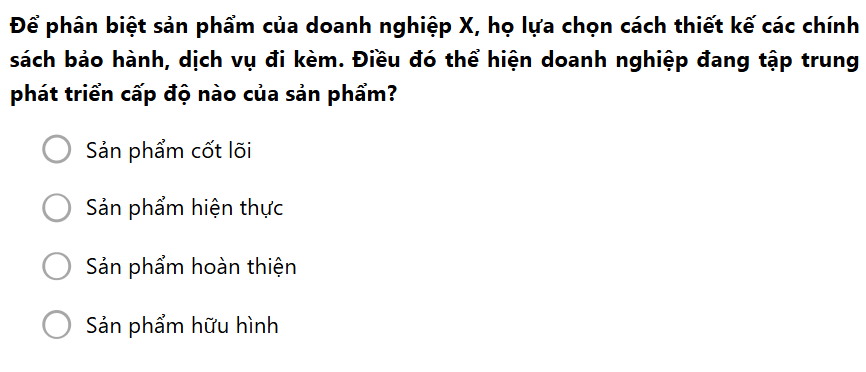 Để phân biệt sản phẩm của doanh nghiệp X, họ lựa chọn cách thiết kế các chính
sách bảo hành, dịch vụ đi kèm. Điều đó thể hiện doanh nghiệp đang tập trung
phát triển cấp độ nào của sản phẩm?
Sản phẩm cốt lõi
Sản phẩm hiện thực
Sản phẩm hoàn thiện
Sản phẩm hữu hình